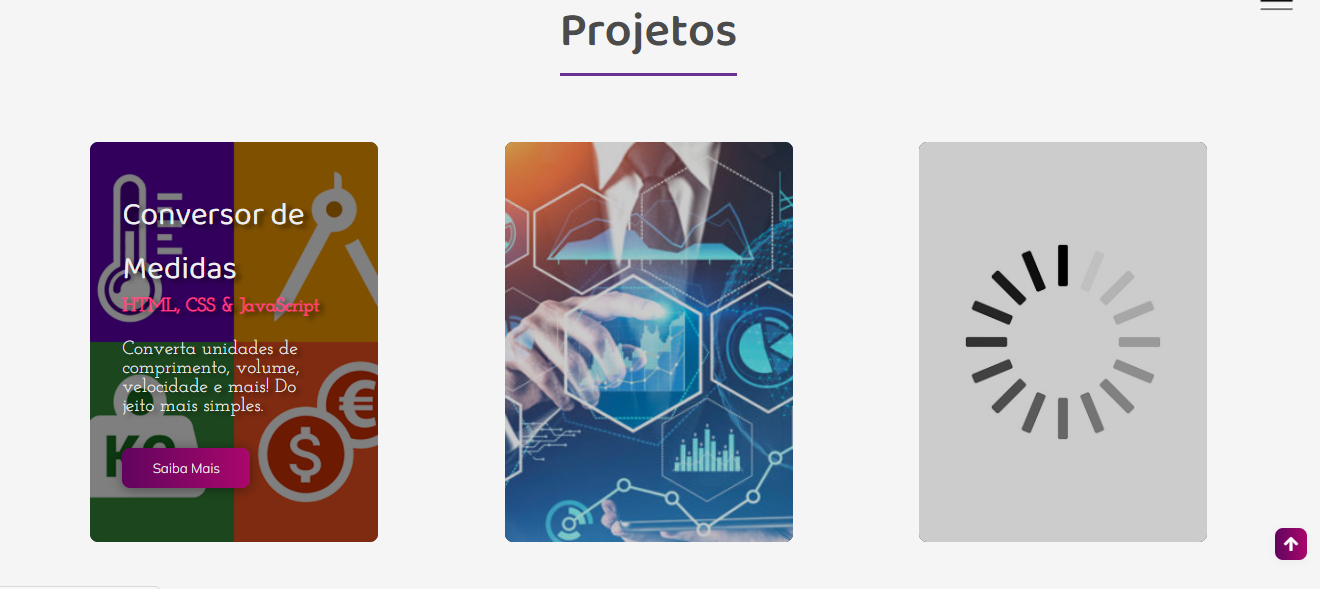 Projetos
Conversor de
Medidas
HTML, CSS & JavaScript
Converta unidades de
comprimento, volume,
velocidade e mais! Do
jeito mais simples.
KG
Saiba Mais